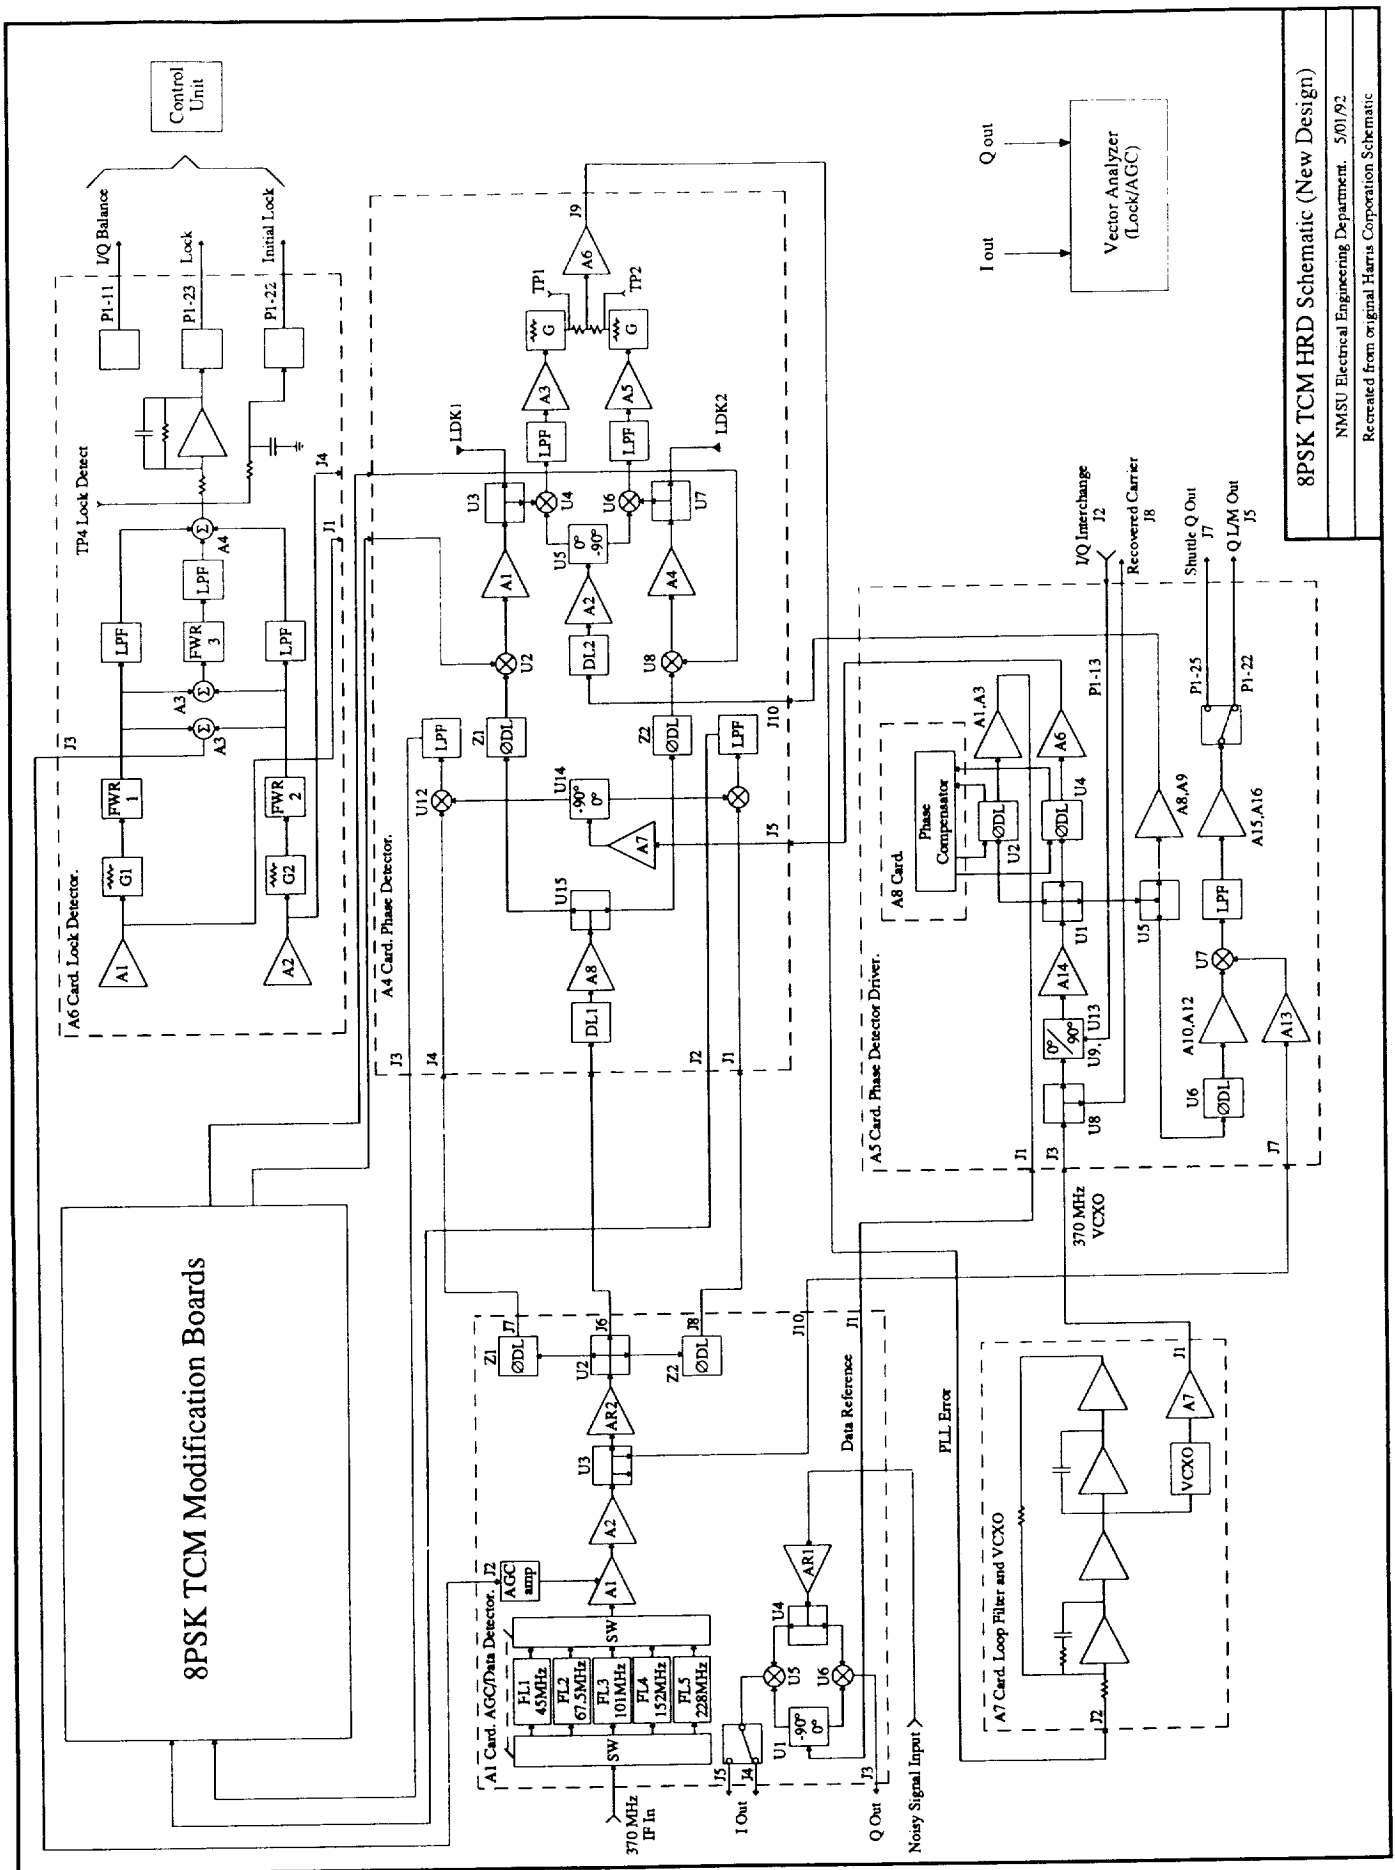 8PSK TCM HRD Schematic (New Design)
NMSU Electrical Engineering Department. 5/01/92
Recreated from original Harris Corporation Schematic
8PSK TCM Modification Boards
Control
Unit
A6 Card. Lock Detector.
A1
G1
FWR
1
LPF
A2
G2
FWR
2
LPF
Σ
A3
Σ
A3
FWR
3
LPF
Σ
A4
TP4 Lock Detect
J3
J1
J4
P1-11
I/Q Balance
P1-23
Lock
P1-22
Initial Lock
A4 Card. Phase Detector.
J3
J4
J2
J1
DL1
A8
U15
A7
J5
U12
LPF
-90°
0°
U14
LPF
Z1
ØDL
Z2
ØDL
J10
U2
U8
DL2
A1
A2
A4
U3
LDK1
U4
U5
0°
-90°
U6
U7
LDK2
LPF
LPF
A3
A5
G
G
TP1
TP2
A6
J9
I out
Q out
Vector Analyzer
(Lock/AGC)
A1 Card. AGC/Data Detector.
370 MHz
IF In
SW
FL1
45MHz
FL2
67.5MHz
FL3
101MHz
FL4
152MHz
FL5
228MHz
SW
J2
AGC
amp
A1
A2
U3
AR2
U2
Z1
ØDL
J7
J6
Z2
ØDL
J8
J10
J1
Data Reference
AR1
U4
U5
U6
U1
-90°
0°
J5
J4
I Out
J3
Q Out
Noisy Signal Input
PLL Error
A7 Card. Loop Filter and VCXO
J2
VCXO
A7
J1
370 MHz
VCXO
A5 Card. Phase Detector Driver.
J1
J3
J7
U8
0°/90°
U9, U13
A14
U1
A8 Card.
Phase
Compensator
ØDL
U2
ØDL
U4
A1,A3
A6
U5
A8,A9
U6
ØDL
A10,A12
U7
LPF
A15,A16
A13
P1-13
P1-25
P1-22
I/Q Interchange
J2
Recovered Carrier
J8
Shuttle Q Out
J7
Q L/M Out
J5